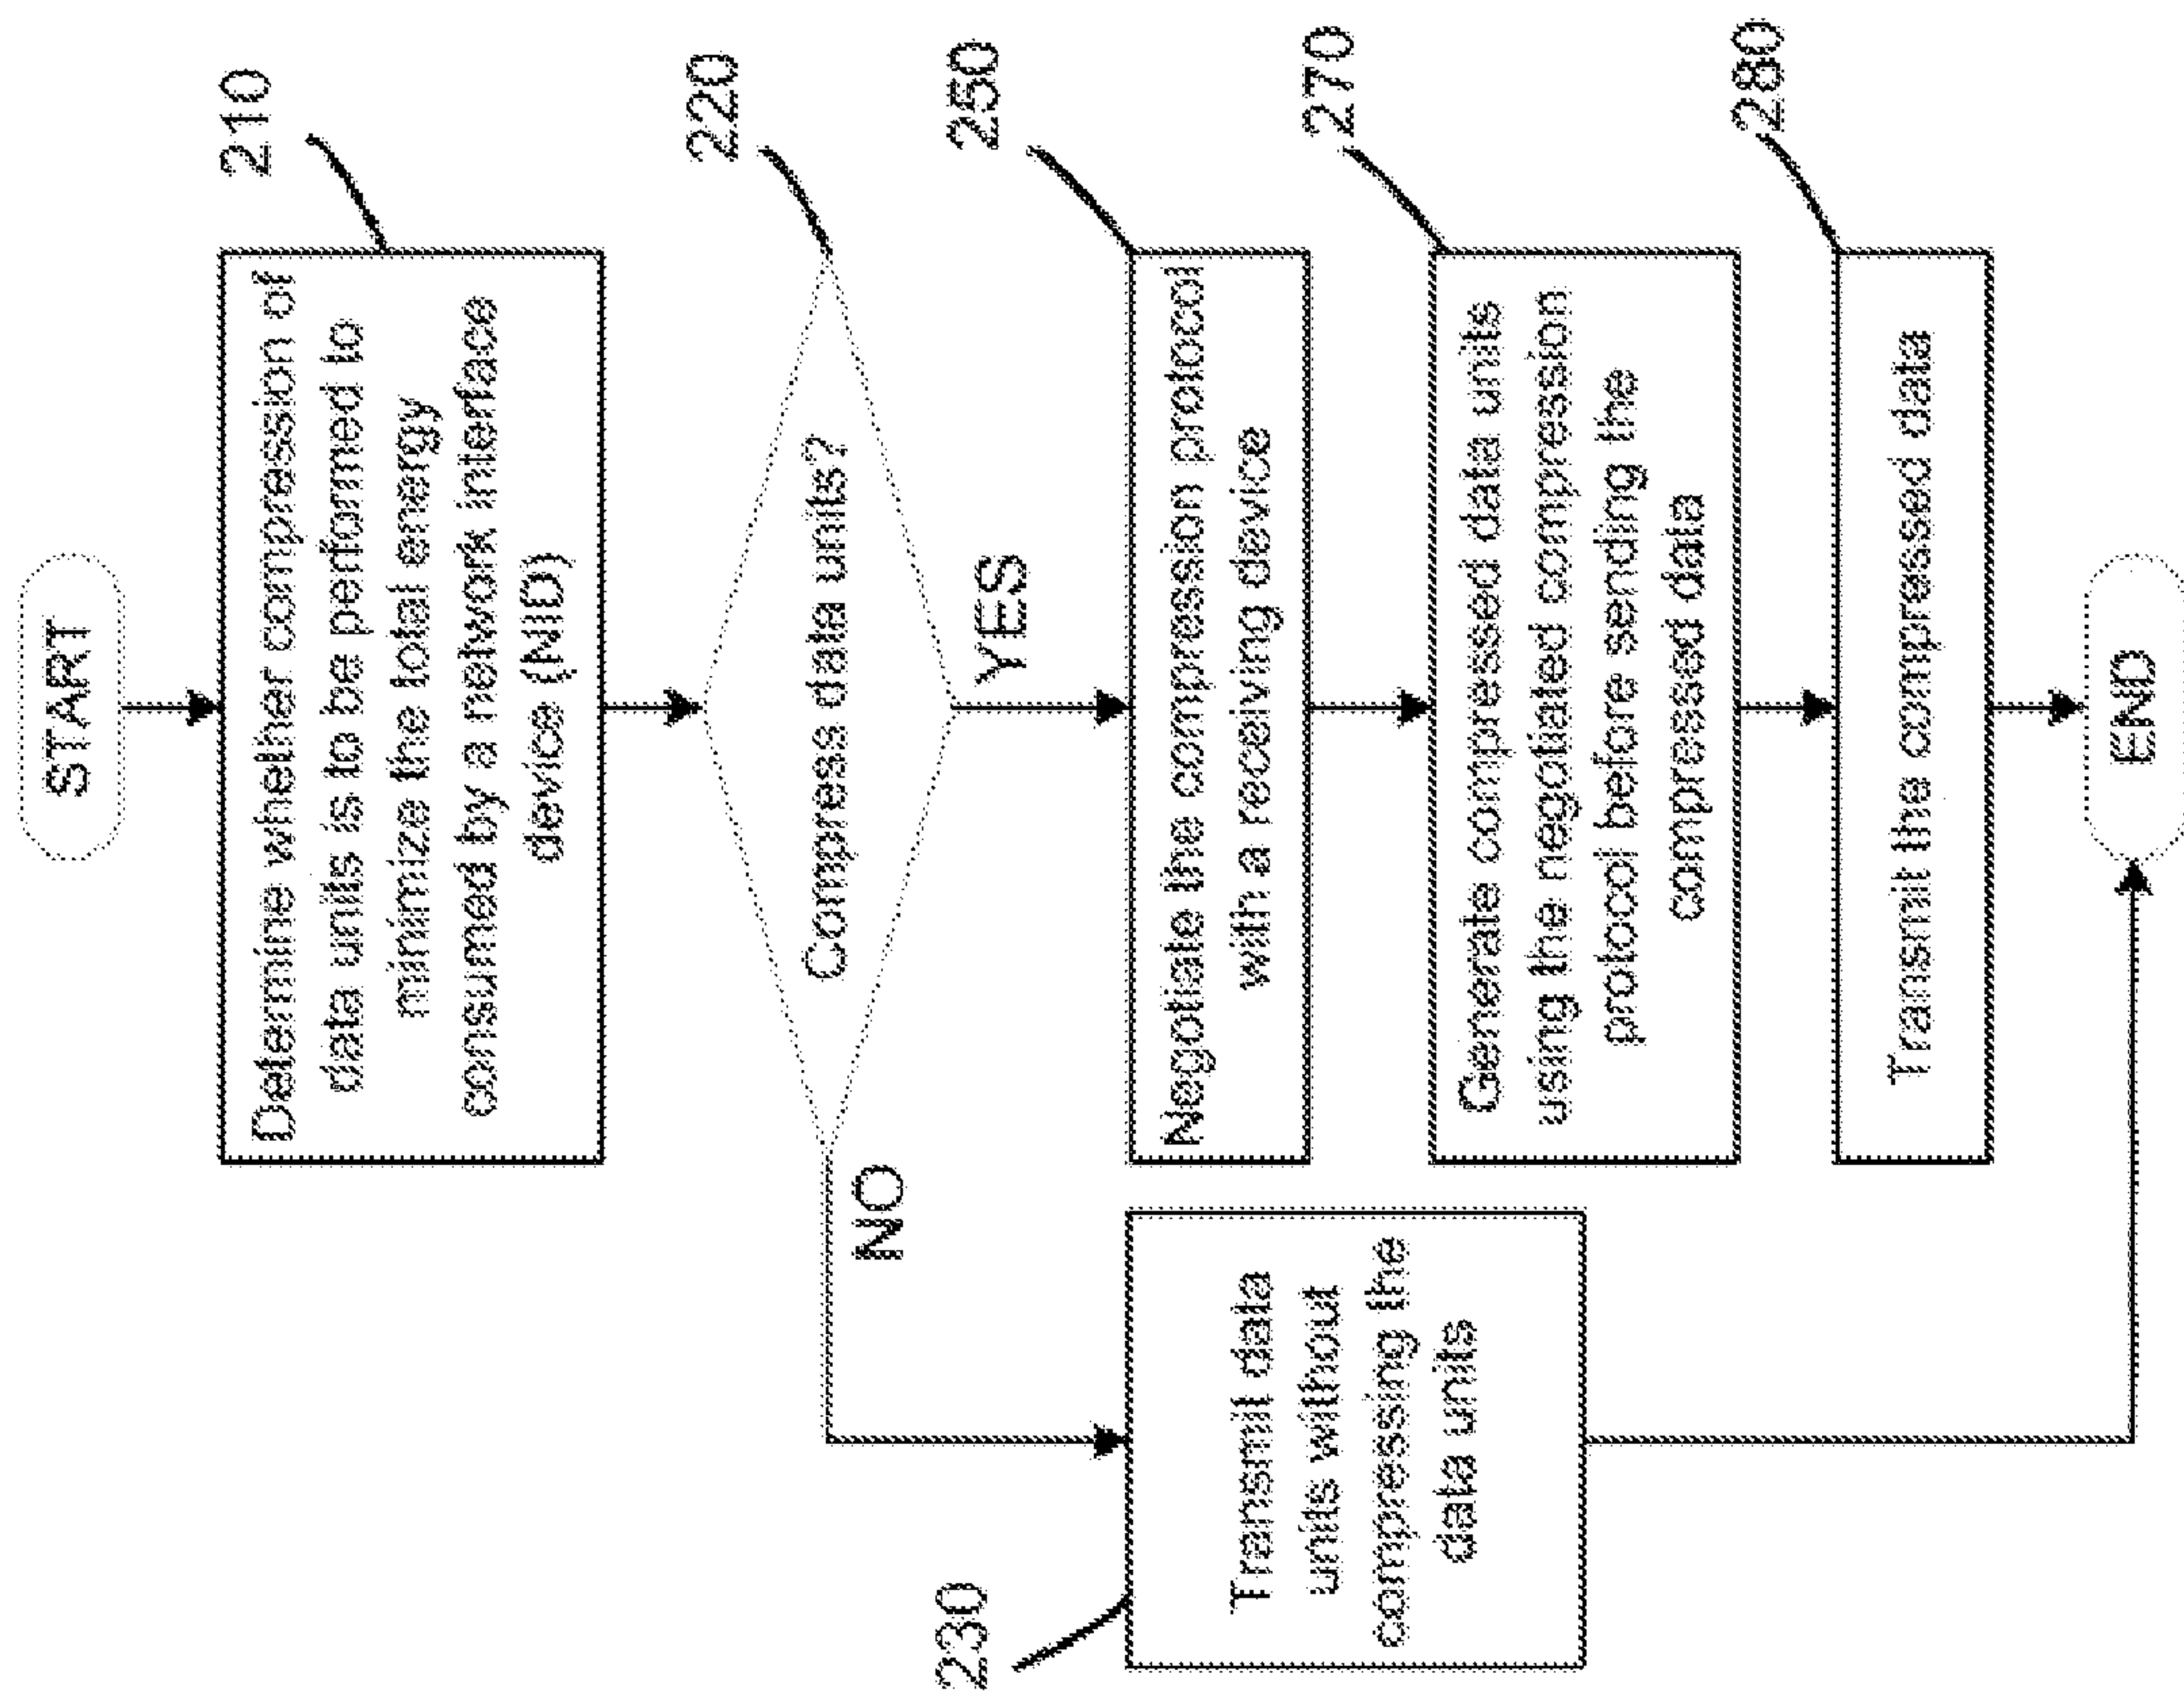 START
210
Determine whether compression of
data units is to be performed to
minimize the total energy
consumed by a network interface
device (NID)
220
Compress data units?
NO
YES
230
Transmit data
units without
compressing the
data units
250
Negotiate the compression protocol
with a receiving device
270
Generate compressed data units
using the negotiated compression
protocol before sending the
compressed data
280
Transmit the compressed data
END